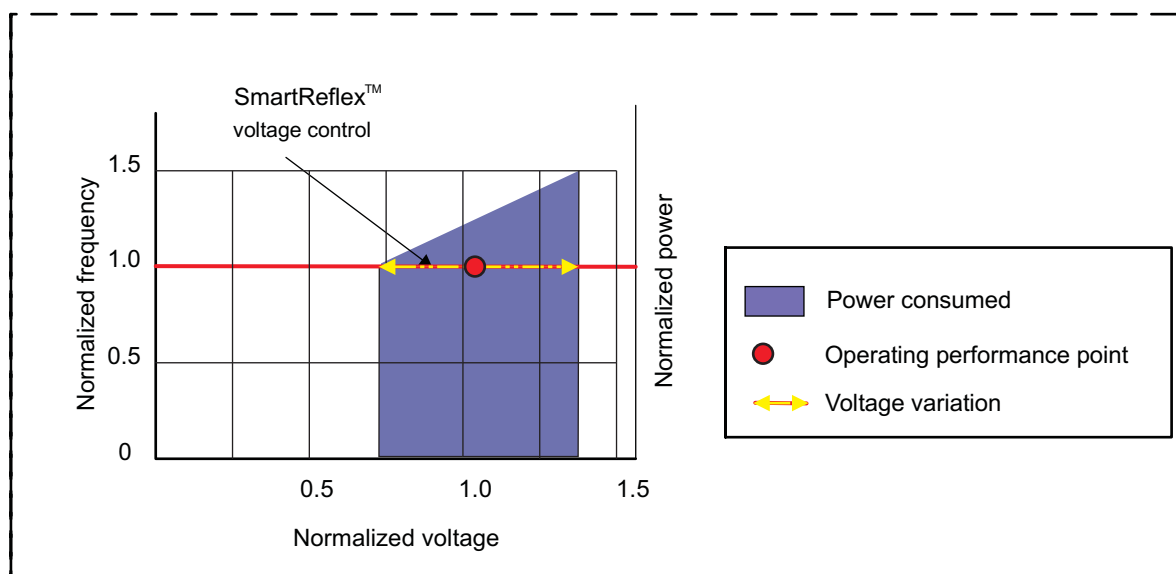 SmartReflex™
voltage control
1.5
1.0
0.5
0
Normalized frequency
0.5
1.0
1.5
Normalized voltage
Normalized power
Power consumed
Operating performance point
Voltage variation